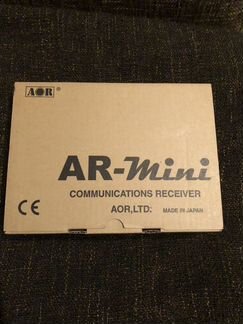 AOR ®
AR-mini
COMMUNICATIONS RECEIVER
AOR,LTD. MADE IN JAPAN
CE